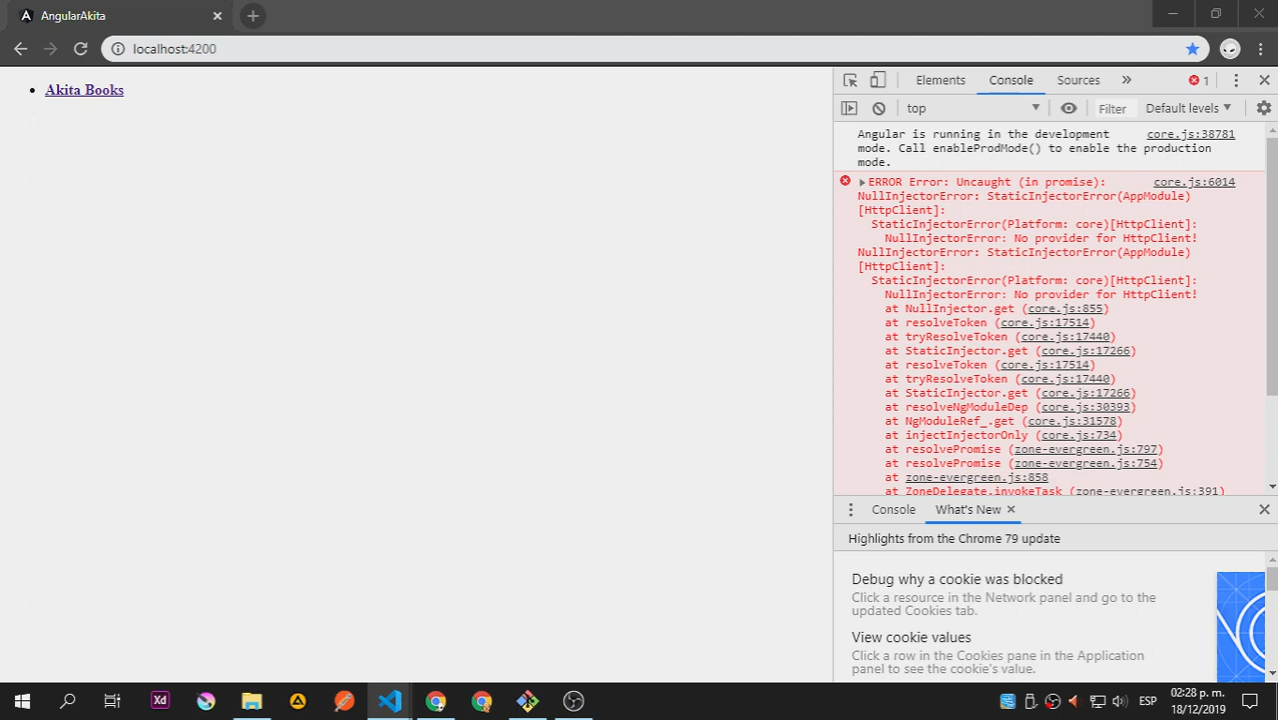 AngularAkita
localhost:4200
Akita Books
Elements Console Sources
1
top Filter Default levels
Angular is running in the development core.js:38781
mode. Call enableProdMode() to enable the production
mode.
ERROR Error: Uncaught (in promise): core.js:6014
NullInjectorError: StaticInjectorError(AppModule)
[HttpClient]:
StaticInjectorError(Platform: core)[HttpClient]:
NullInjectorError: No provider for HttpClient!
NullInjectorError: StaticInjectorError(AppModule)
[HttpClient]:
StaticInjectorError(Platform: core)[HttpClient]:
NullInjectorError: No provider for HttpClient!
at NullInjector.get (core.js:855)
at resolveToken (core.js:17514)
at tryResolveToken (core.js:17440)
at StaticInjector.get (core.js:17266)
at resolveToken (core.js:17514)
at tryResolveToken (core.js:17440)
at StaticInjector.get (core.js:17266)
at resolveNgModuleDep (core.js:30393)
at NgModuleRef_.get (core.js:31578)
at injectInjectorOnly (core.js:734)
at resolvePromise (zone-evergreen.js:797)
at resolvePromise (zone-evergreen.js:754)
at zone-evergreen.js:858
at ZoneDelegate.invokeTask (zone-evergreen.js:391)
Console What's New
Highlights from the Chrome 79 update
Debug why a cookie was blocked
Click a resource in the Network panel and go to the
updated Cookies tab.
View cookie values
Click a row in the Cookies pane in the Application
panel to see the cookie's value.
Xd
ESP
02:28 p. m.
18/12/2019